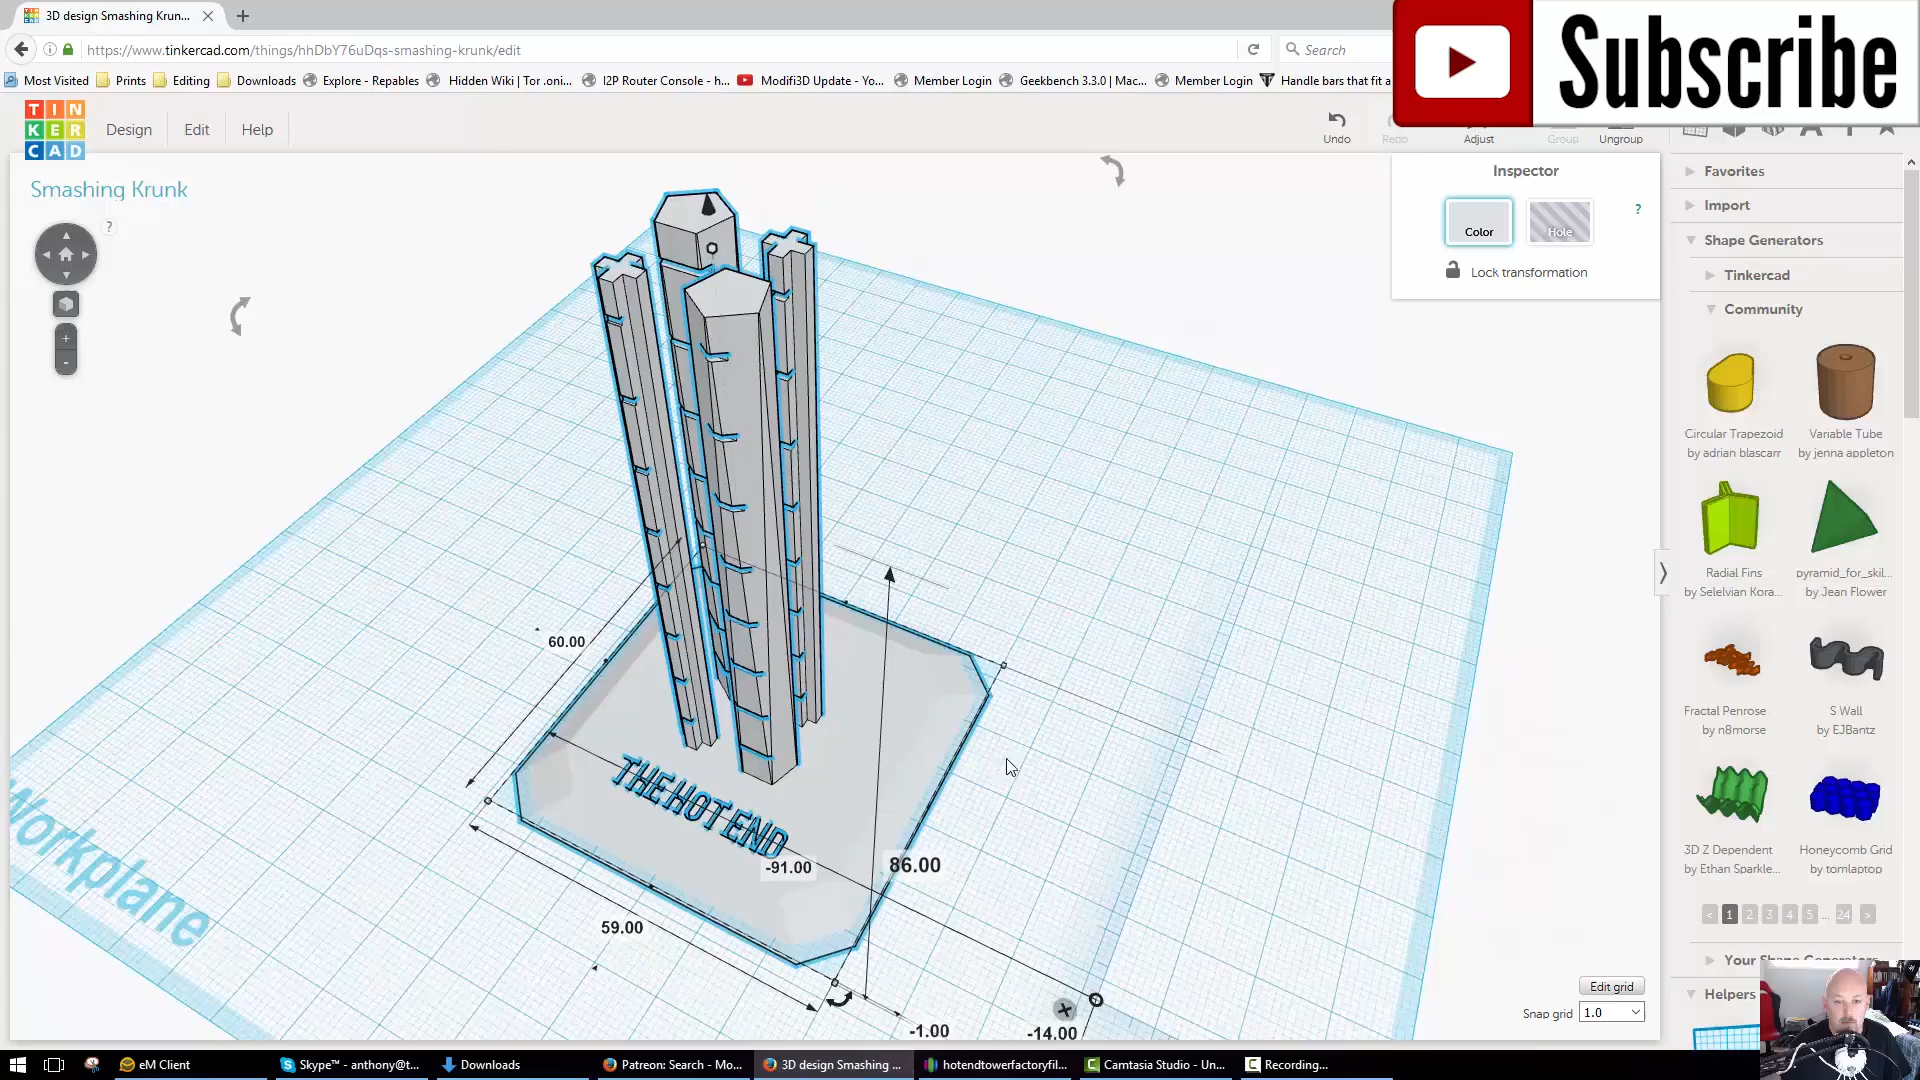 3D design Smashing Krun...
https://www.tinkercad.com/things/hhDbY76uDqs-smashing-krunk/edit
Search
Subscribe
Most Visited
Prints
Editing
Downloads
Explore - Repables
Hidden Wiki | Tor .oni...
I2P Router Console - h...
Modifi3D Update - Yo...
Member Login
Geekbench 3.3.0 | Mac...
Member Login
Handle bars that fit a
TIN
KER
CAD
Design
Edit
Help
Undo
Redo
Adjust
Group
Ungroup
Smashing Krunk
?
+
-
Inspector
Color
Hole
?
Lock transformation
Favorites
Import
Shape Generators
Tinkercad
Community
Circular Trapezoid
by adrian blascarr
Variable Tube
by jenna appleton
Radial Fins
by Selelvian Kora...
pyramid_for_skil...
by Jean Flower
Fractal Penrose
by n8morse
S Wall
by EJBantz
3D Z Dependent
by Ethan Sparkle...
Honeycomb Grid
by tomlaptop
< 1 2 3 4 5 ... 24 >
Helpers
60.00
THE HOT END
-91.00
86.00
59.00
-1.00
-14.00
Workplane
Edit grid
Snap grid
1.0
eM Client
Skype™ - anthony@t...
Downloads
Patreon: Search - Mo...
3D design Smashing ...
hotendtowerfactoryfil...
Camtasia Studio - Un...
Recording...